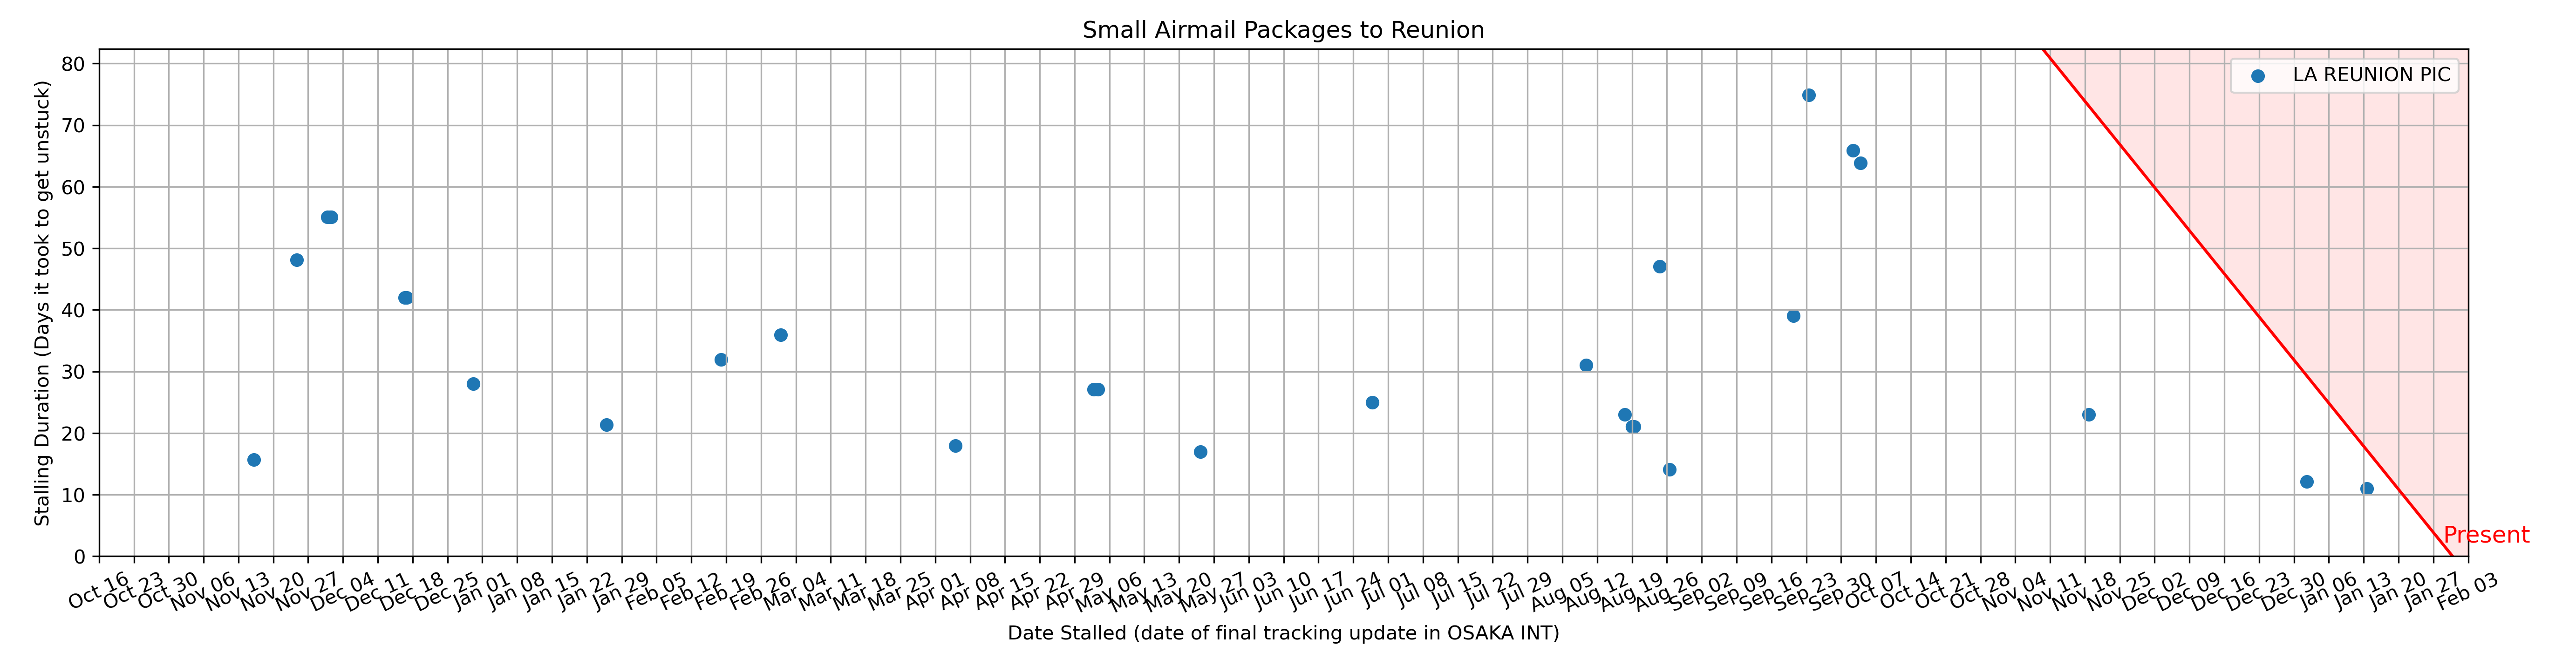 Small Airmail Packages to Reunion
LA REUNION PIC
Stalling Duration (Days it took to get unstuck)
80
70
60
50
40
30
20
10
0
Present
Oct 16 Oct 23 Oct 30 Nov 06 Nov 13 Nov 20 Nov 27 Dec 04 Dec 11 Dec 18 Dec 25 Jan 01 Jan 08 Jan 15 Jan 22 Jan 29 Feb 05 Feb 12 Feb 19 Feb 26 Mar 04 Mar 11 Mar 18 Mar 25 Apr 01 Apr 08 Apr 15 Apr 22 Apr 29 May 06 May 13 May 20 May 27 Jun 03 Jun 10 Jun 17 Jun 24 Jul 01 Jul 08 Jul 15 Jul 22 Jul 29 Aug 05 Aug 12 Aug 19 Aug 26 Sep 02 Sep 09 Sep 16 Sep 23 Sep 30 Oct 07 Oct 14 Oct 21 Oct 28 Nov 04 Nov 11 Nov 18 Nov 25 Dec 02 Dec 09 Dec 16 Dec 23 Dec 30 Jan 06 Jan 13 Jan 20 Jan 27 Feb 03
Date Stalled (date of final tracking update in OSAKA INT)